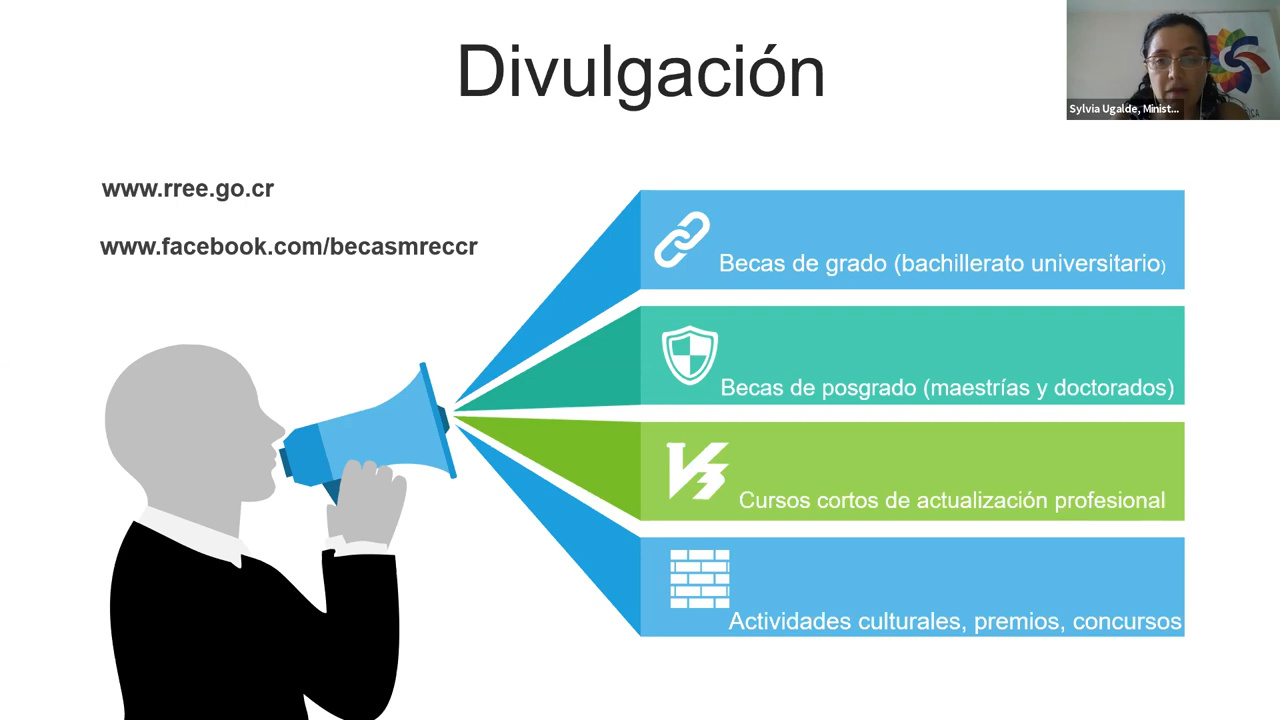 Divulgación
Sylvia Ugalde, Minist...
www.rree.go.cr
www.facebook.com/becasmreccr
Becas de grado (bachillerato universitario)
Becas de posgrado (maestrías y doctorados)
Cursos cortos de actualización profesional
Actividades culturales, premios, concursos